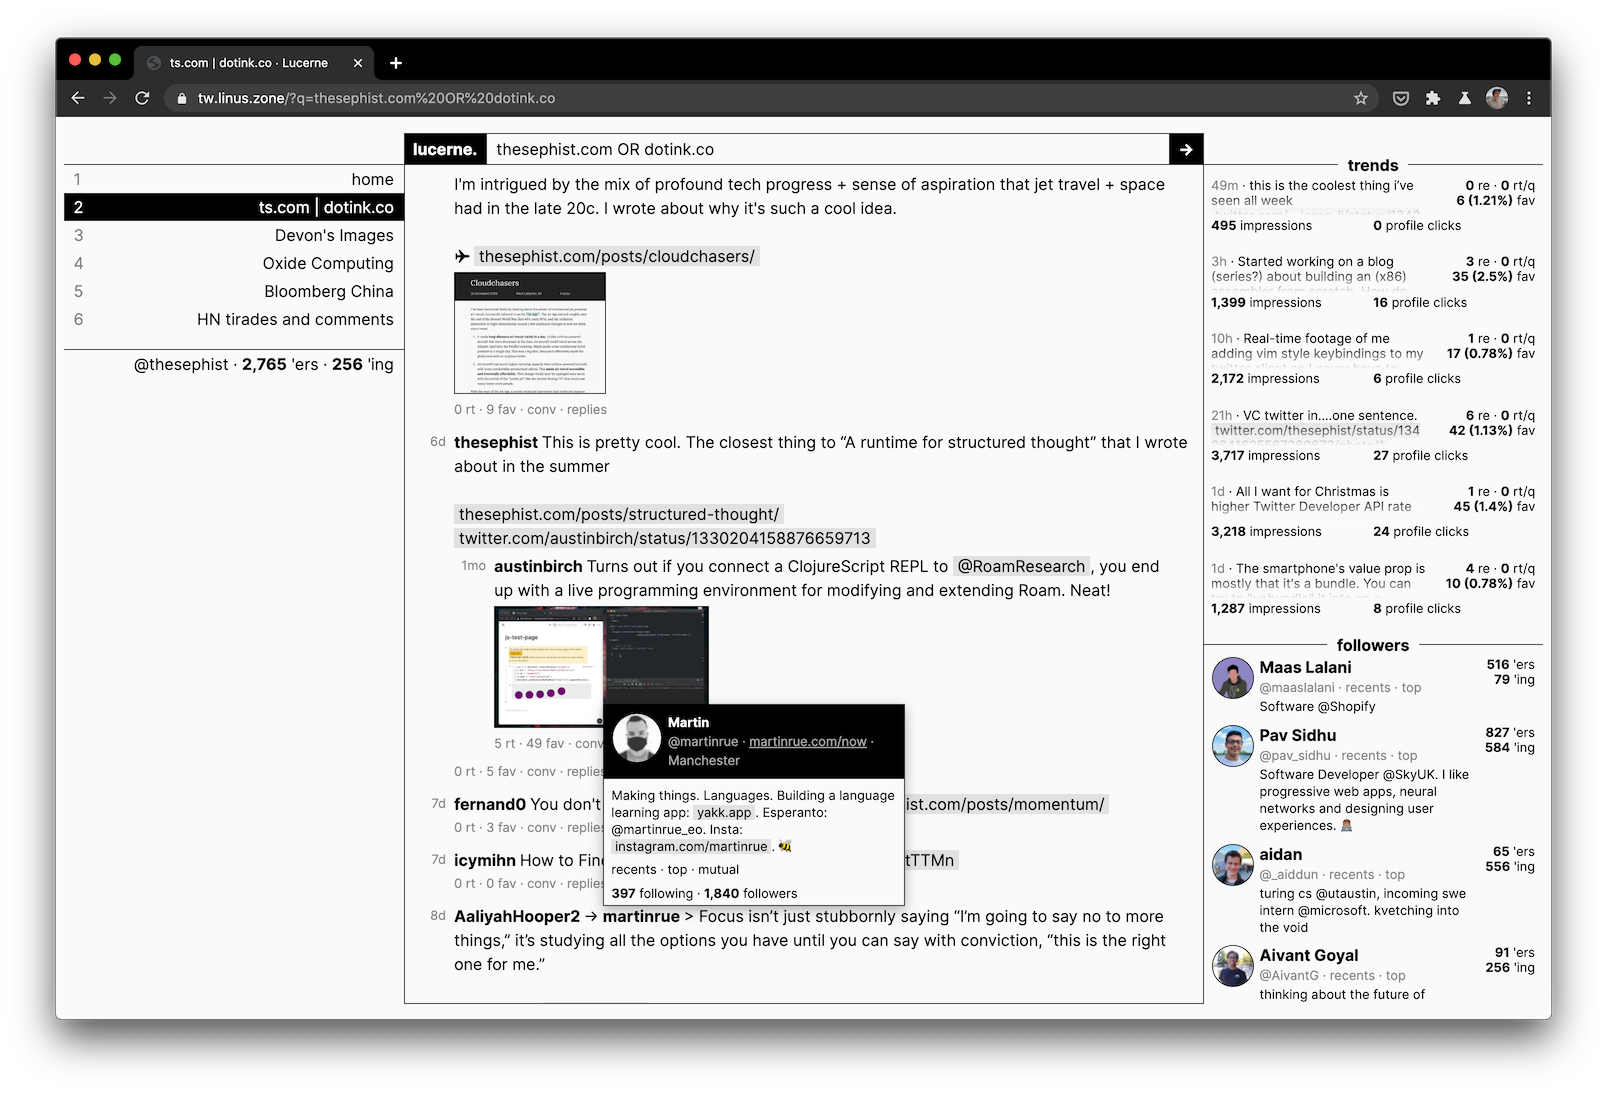 ts.com | dotink.co · Lucerne
tw.linus.zone/?q=thesephist.com%20OR%20dotink.co
lucerne.
thesephist.com OR dotink.co
1 home
2 ts.com | dotink.co
3 Devon's Images
4 Oxide Computing
5 Bloomberg China
6 HN tirades and comments
@thesephist · 2,765 'ers · 256 'ing
I'm intrigued by the mix of profound tech progress + sense of aspiration that jet travel + space
had in the late 20c. I wrote about why it's such a cool idea.
✈ thesephist.com/posts/cloudchasers/
Cloudchasers
0 rt · 9 fav · conv · replies
6d thesephist This is pretty cool. The closest thing to “A runtime for structured thought” that I wrote
about in the summer
thesephist.com/posts/structured-thought/
twitter.com/austinbirch/status/1330204158876659713
1mo austinbirch Turns out if you connect a ClojureScript REPL to @RoamResearch , you end
up with a live programming environment for modifying and extending Roam. Neat!
js-test-page
5 rt · 49 fav · conv
0 rt · 5 fav · conv · replies
7d fernand0 You don't
ist.com/posts/momentum/
0 rt · 3 fav · conv · replies
7d icymihn How to Fin
tTTMn
0 rt · 0 fav · conv · replies
8d AaliyahHooper2 → martinrue > Focus isn’t just stubbornly saying “I’m going to say no to more
things,” it’s studying all the options you have until you can say with conviction, “this is the right
one for me.”
Martin
@martinrue · martinrue.com/now ·
Manchester
Making things. Languages. Building a language
learning app: yakk.app . Esperanto:
@martinrue_eo. Insta:
instagram.com/martinrue . 🐝
recents · top · mutual
397 following · 1,840 followers
trends
49m · this is the coolest thing i’ve
seen all week
0 re · 0 rt/q
6 (1.21%) fav
495 impressions 0 profile clicks
3h · Started working on a blog
(series?) about building an (x86)
assembler from scratch. How do
3 re · 0 rt/q
35 (2.5%) fav
1,399 impressions 16 profile clicks
10h · Real-time footage of me
adding vim style keybindings to my
1 re · 0 rt/q
17 (0.78%) fav
2,172 impressions 6 profile clicks
21h · VC twitter in....one sentence.
twitter.com/thesephist/status/134
6 re · 0 rt/q
42 (1.13%) fav
3,717 impressions 27 profile clicks
1d · All I want for Christmas is
higher Twitter Developer API rate
1 re · 0 rt/q
45 (1.4%) fav
3,218 impressions 24 profile clicks
1d · The smartphone's value prop is
mostly that it's a bundle. You can
4 re · 0 rt/q
10 (0.78%) fav
1,287 impressions 8 profile clicks
followers
Maas Lalani
@maaslalani · recents · top
Software @Shopify
516 'ers
79 'ing
Pav Sidhu
@pav_sidhu · recents · top
Software Developer @SkyUK. I like
progressive web apps, neural
networks and designing user
experiences. 👨🏽‍💻
827 'ers
584 'ing
aidan
@_aiddun · recents · top
turing cs @utaustin, incoming swe
intern @microsoft. kvetching into
the void
65 'ers
556 'ing
Aivant Goyal
@AivantG · recents · top
thinking about the future of
91 'ers
256 'ing